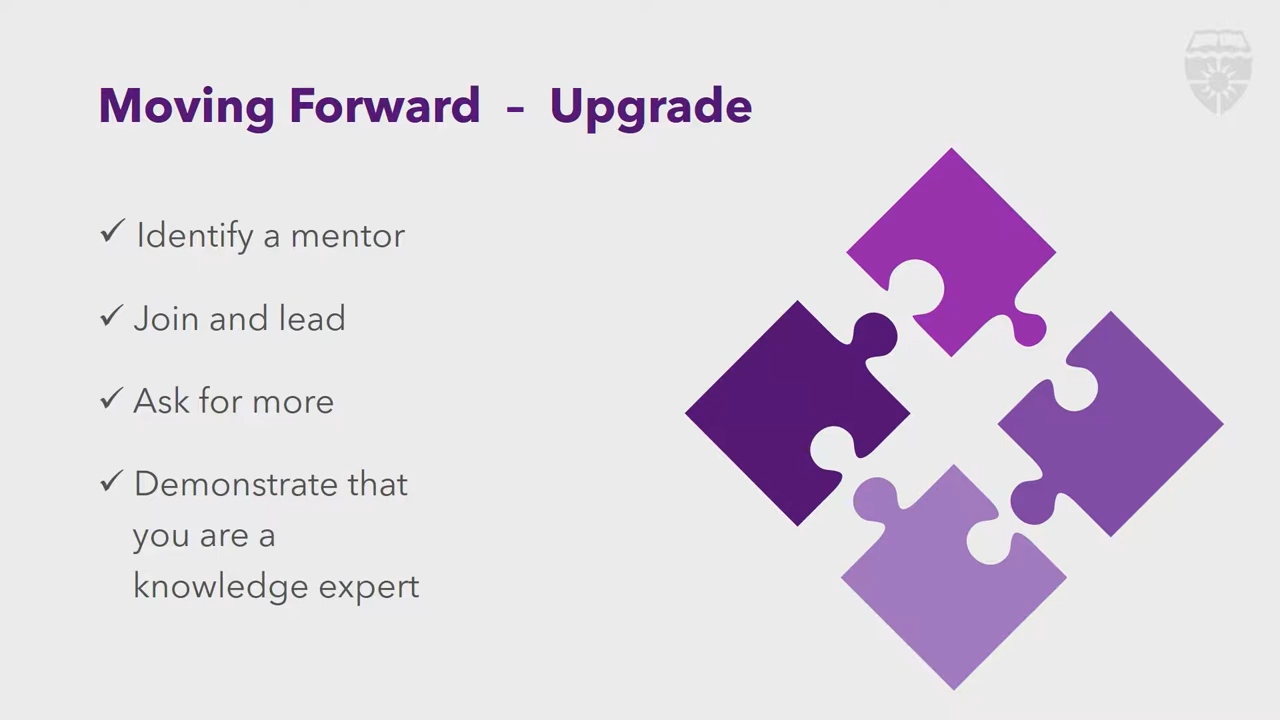 Moving Forward – Upgrade
✓ Identify a mentor
✓ Join and lead
✓ Ask for more
✓ Demonstrate that
you are a
knowledge expert